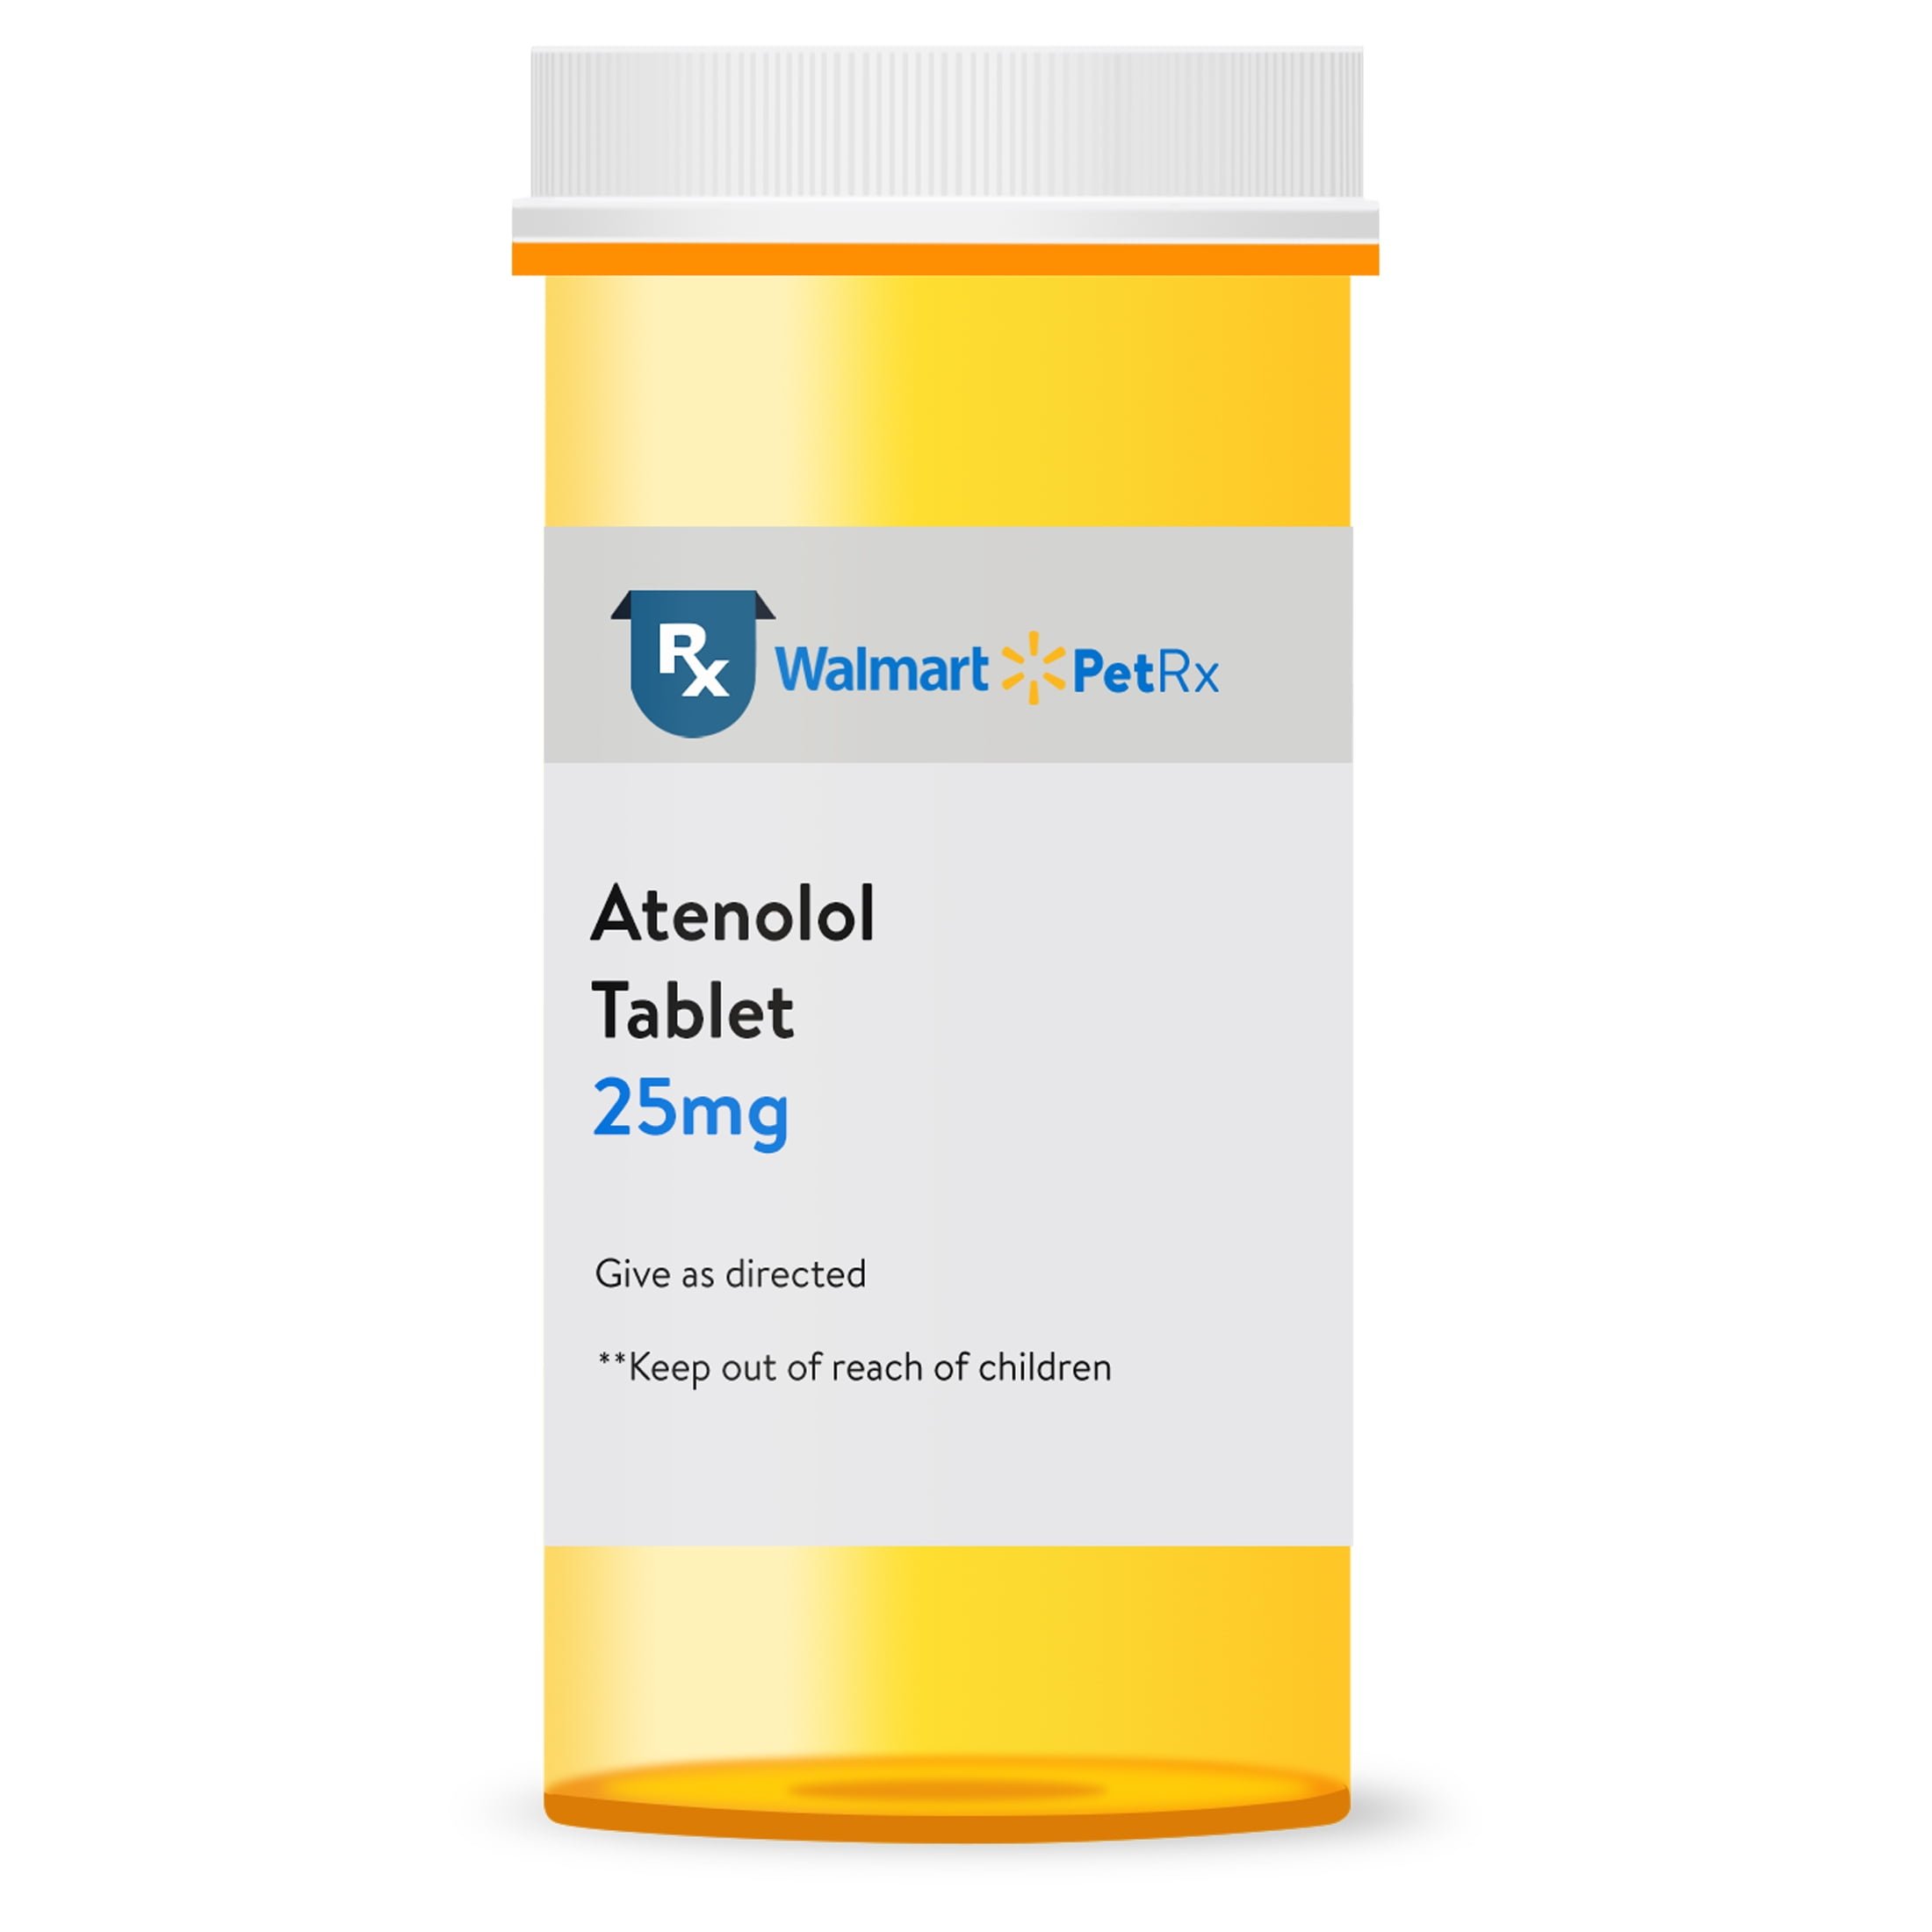 Rx Walmart PetRx
Atenolol
Tablet
25mg
Give as directed
**Keep out of reach of children